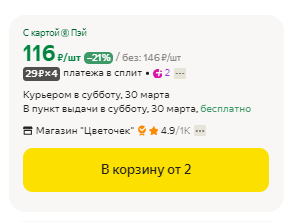 С картой Я Пэй
116 ₽/шт –21% / без: 146 ₽/шт
29 ₽ × 4 платежа в сплит • 2 ···
Курьером в субботу, 30 марта
В пункт выдачи в субботу, 30 марта, бесплатно
Магазин "Цветочек" 4.9/1K ···
В корзину от 2